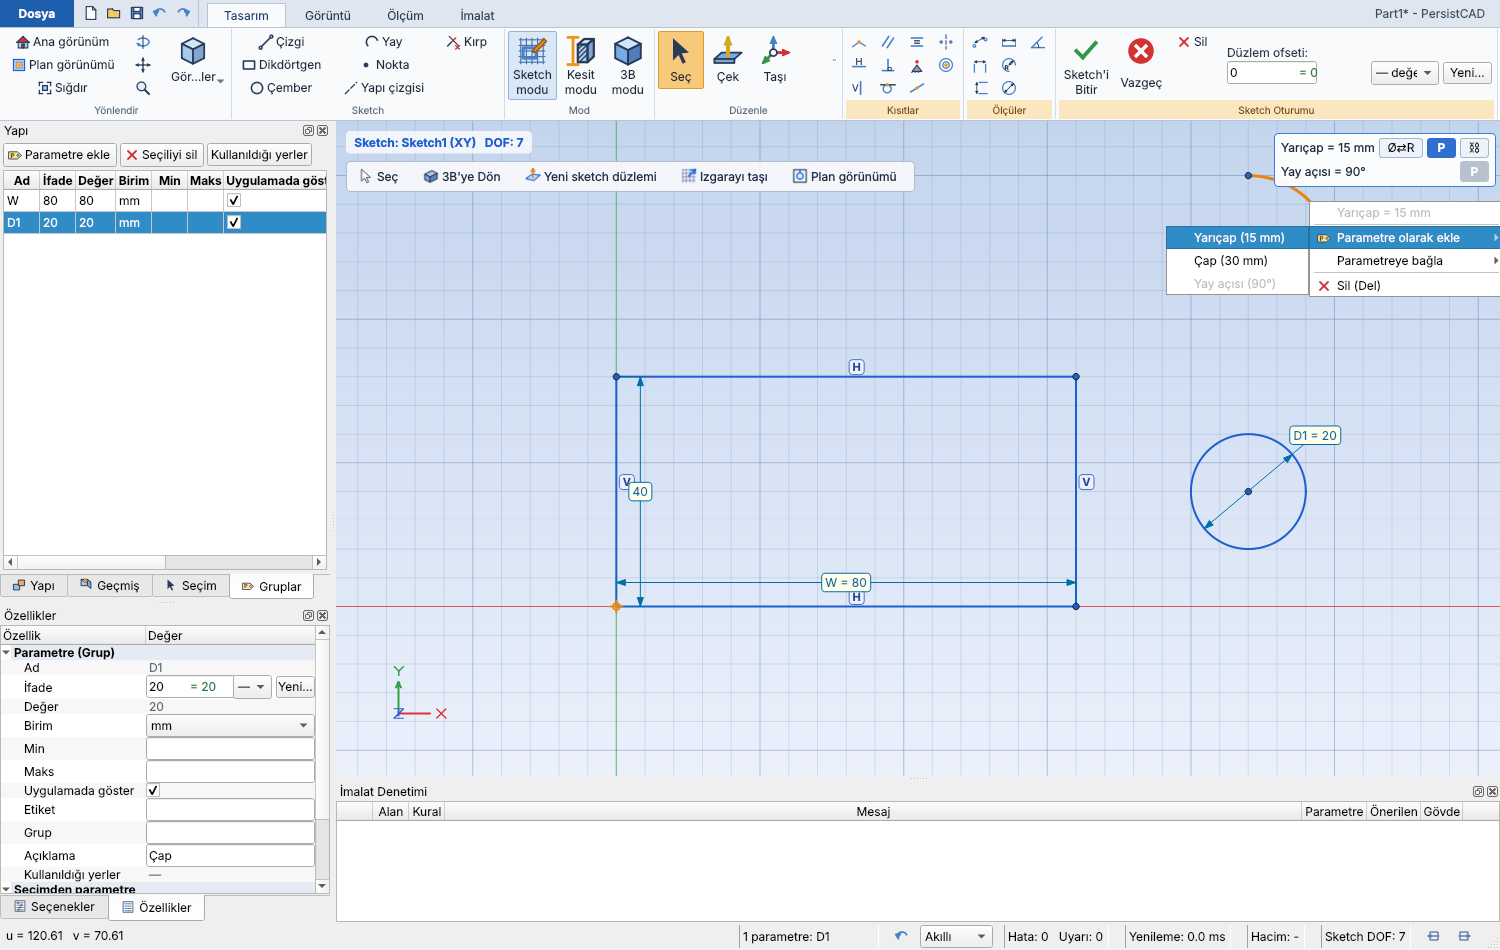 Dosya
Tasarım
Görüntü
Ölçüm
İmalat
Part1* - PersistCAD
Ana görünüm
Plan görünümü
Sığdır
Gör...ler
Yönlendir
Çizgi
Dikdörtgen
Çember
Yay
Nokta
Yapı çizgisi
Kırp
Sketch
Sketch modu
Kesit modu
3B modu
Mod
Seç
Çek
Taşı
Düzenle
Kısıtlar
Ölçüler
Sketch'i Bitir
Vazgeç
Sil
Düzlem ofseti:
0 = 0
— değe
Yeni...
Sketch Oturumu
Yapı
Parametre ekle
Seçiliyi sil
Kullanıldığı yerler
Ad İfade Değer Birim Min Maks Uygulamada göst
W 80 80 mm
D1 20 20 mm
Yapı
Geçmiş
Seçim
Gruplar
Özellikler
Özellik Değer
Parametre (Grup)
Ad D1
İfade 20 = 20 — Yeni...
Değer 20
Birim mm
Min
Maks
Uygulamada göster
Etiket
Grup
Açıklama Çap
Kullanıldığı yerler —
Seçimden parametre
Seçenekler
Özellikler
Sketch: Sketch1 (XY) DOF: 7
Seç
3B'ye Dön
Yeni sketch düzlemi
Izgarayı taşı
Plan görünümü
Yarıçap = 15 mm Ø⇄R P
Yay açısı = 90° P
Yarıçap = 15 mm
Parametre olarak ekle
Parametreye bağla
Sil (Del)
Yarıçap (15 mm)
Çap (30 mm)
Yay açısı (90°)
H
V
40
V
D1 = 20
W = 80
H
Y
Z
X
İmalat Denetimi
Alan Kural Mesaj Parametre Önerilen Gövde
u = 120.61 v = 70.61
1 parametre: D1
Akıllı
Hata: 0 Uyarı: 0
Yenileme: 0.0 ms
Hacim: -
Sketch DOF: 7